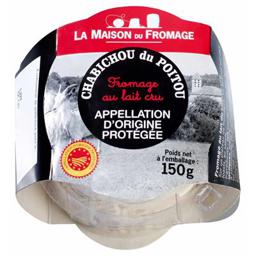 LA MAISON DU FROMAGE
CHABICHOU du POITOU
Fromage
au lait cru
APPELLATION
D'ORIGINE
PROTÉGÉE
Poids net
à l'emballage :
150g